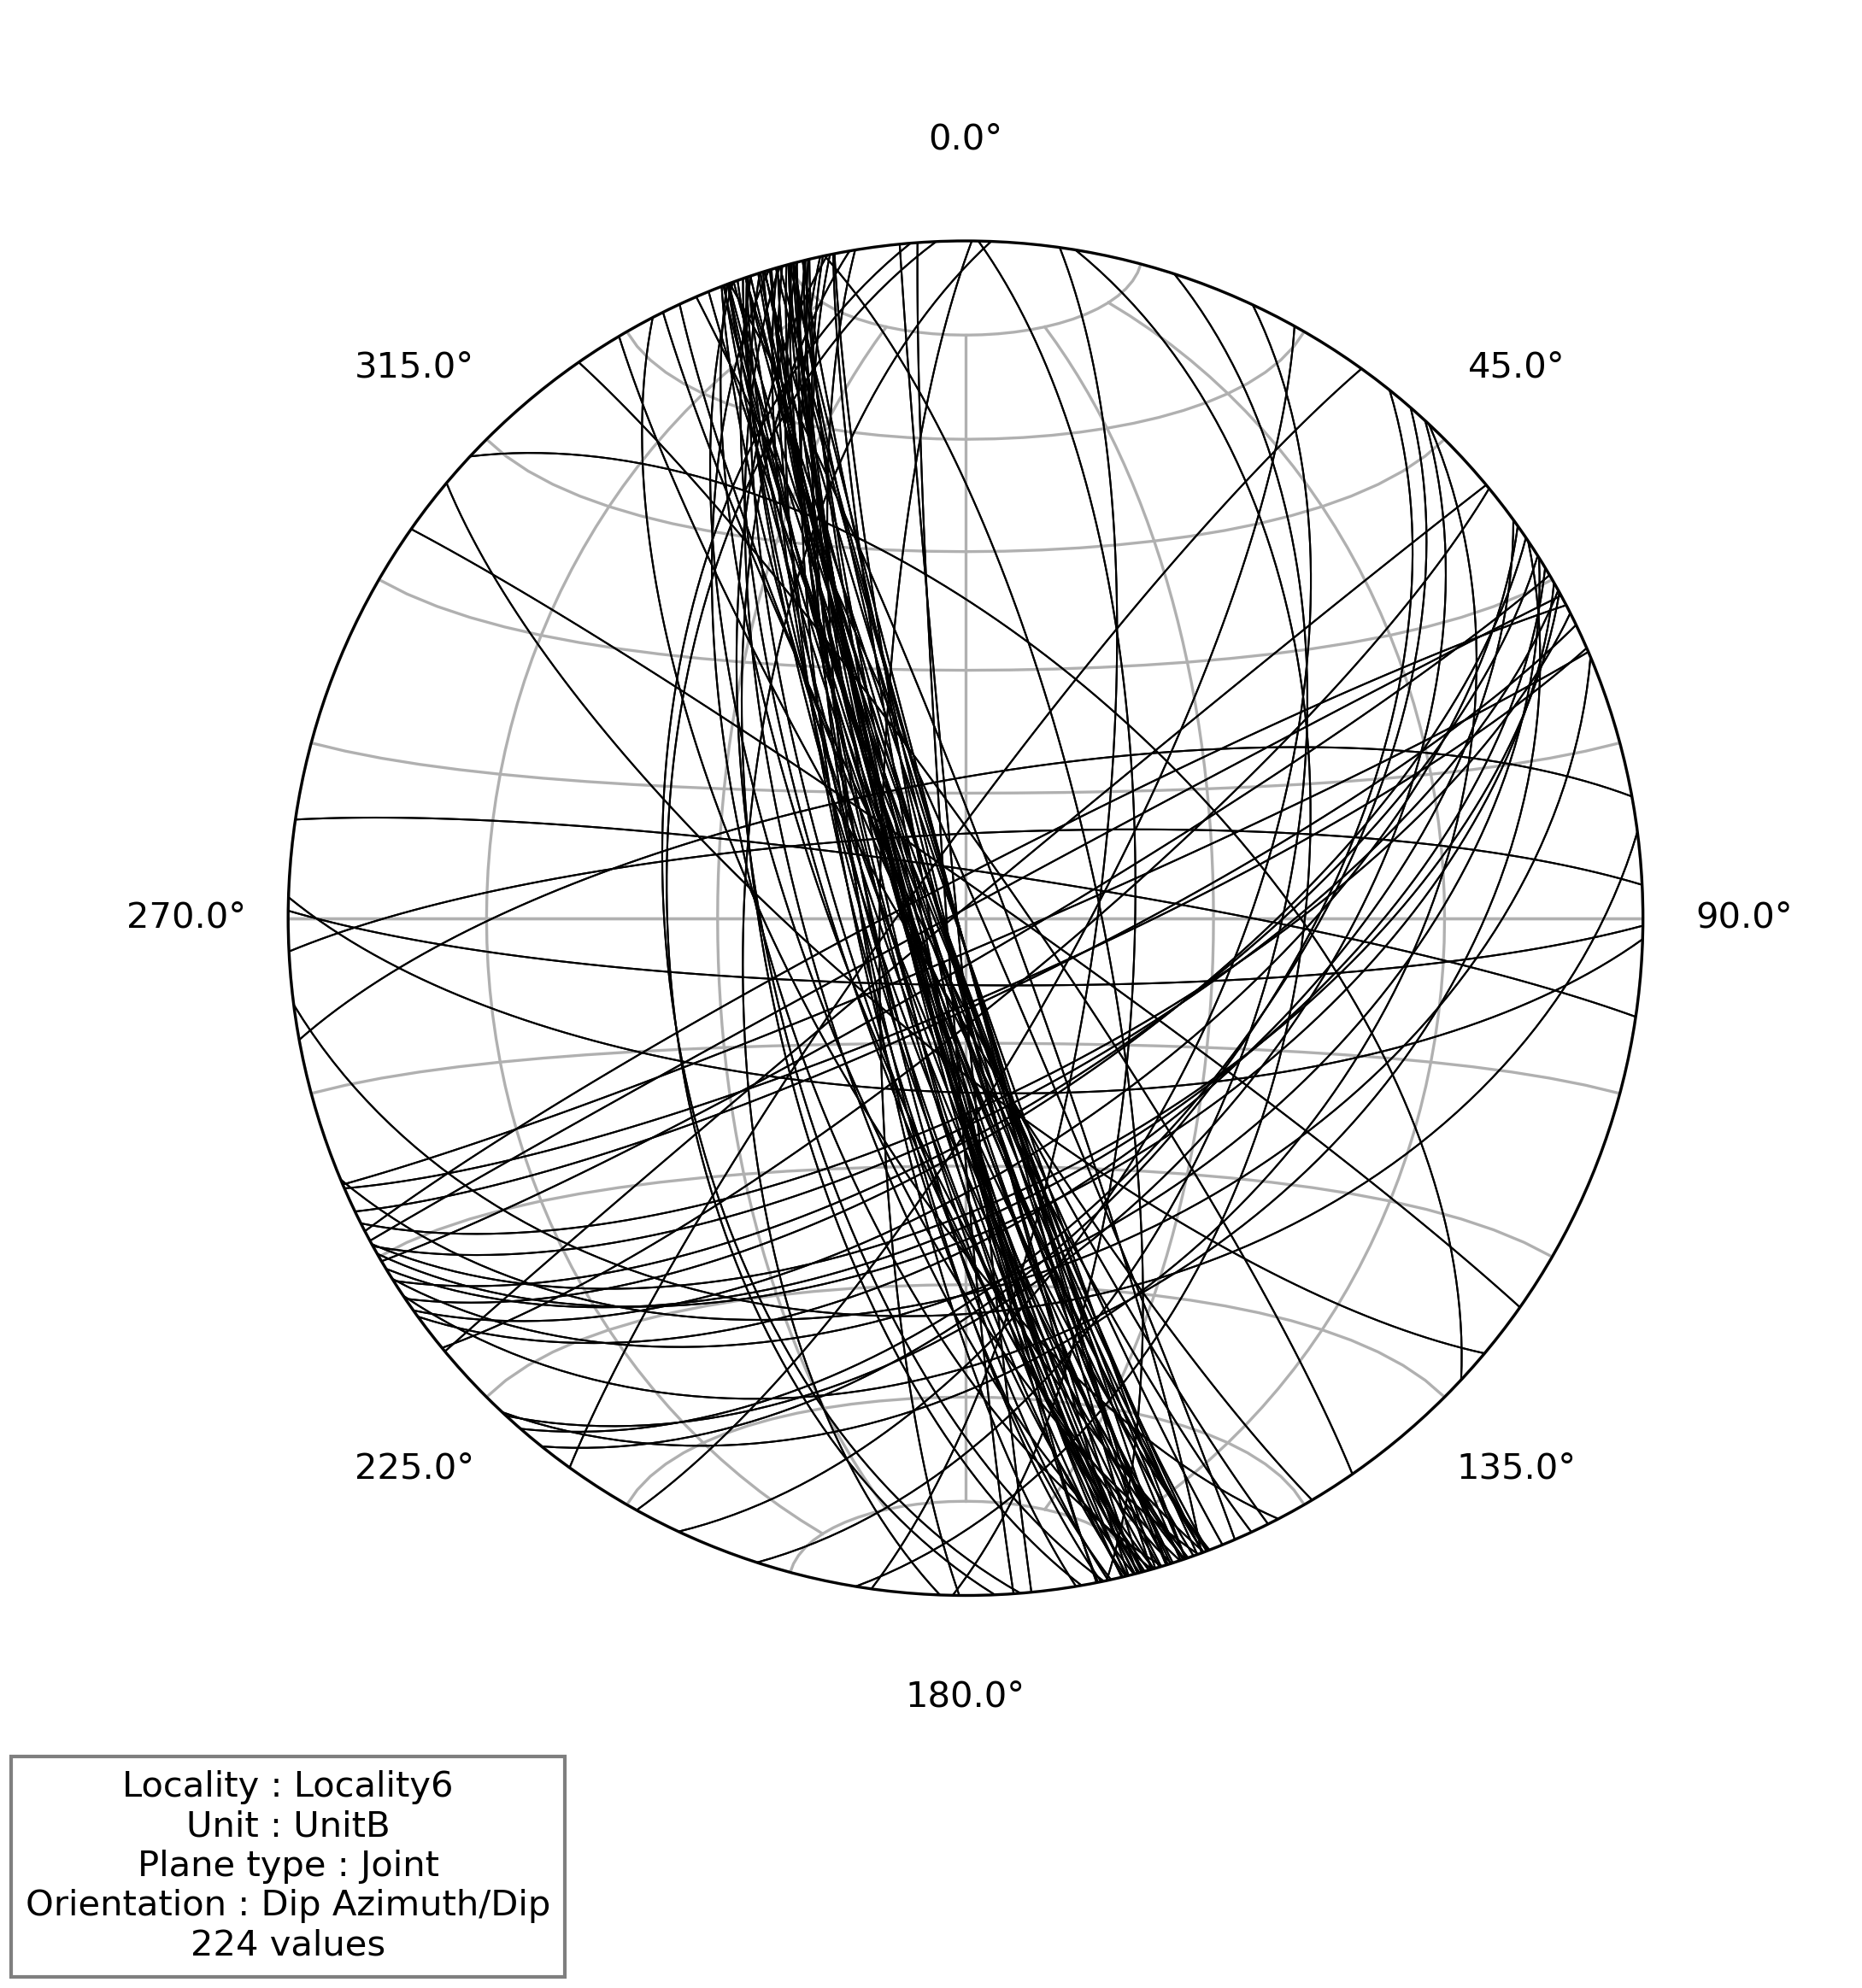 0.0°
315.0°
45.0°
270.0°
90.0°
225.0°
135.0°
180.0°
Locality : Locality6
Unit : UnitB
Plane type : Joint
Orientation : Dip Azimuth/Dip
224 values